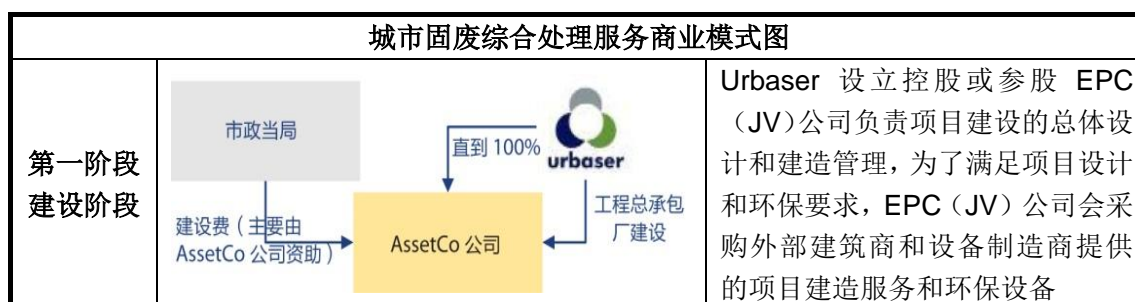 城市固废综合处理服务商业模式图
第一阶段
建设阶段
市政当局
直到 100%
urbaser
建设费（主要由
AssetCo 公司资助）
AssetCo 公司
工程总承包
厂建设
Urbaser 设立控股或参股 EPC
（JV）公司负责项目建设的总体设
计和建造管理，为了满足项目设计
和环保要求，EPC（JV）公司会采
购外部建筑商和设备制造商提供
的项目建造服务和环保设备